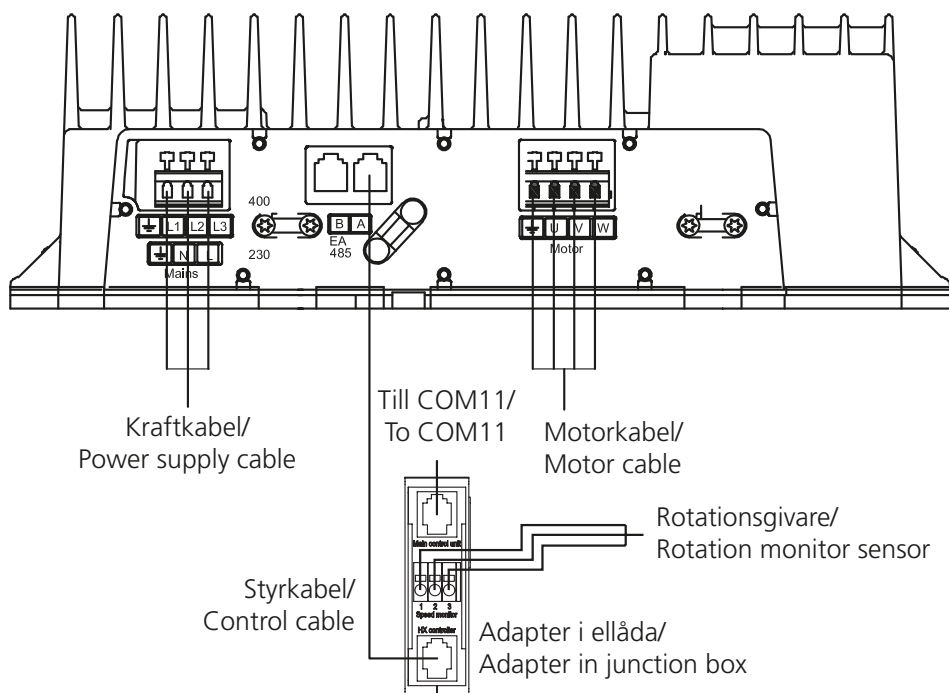 400
L1 L2 L3
B A
U V W
EA
485
230
N L
Motor
Mains
Till COM11/
To COM11
Kraftkabel/
Power supply cable
Motorkabel/
Motor cable
Main control unit
Rotationsgivare/
Rotation monitor sensor
1 2 3
Speed monitor
Styrkabel/
Control cable
HX controller
Adapter i ellåda/
Adapter in junction box